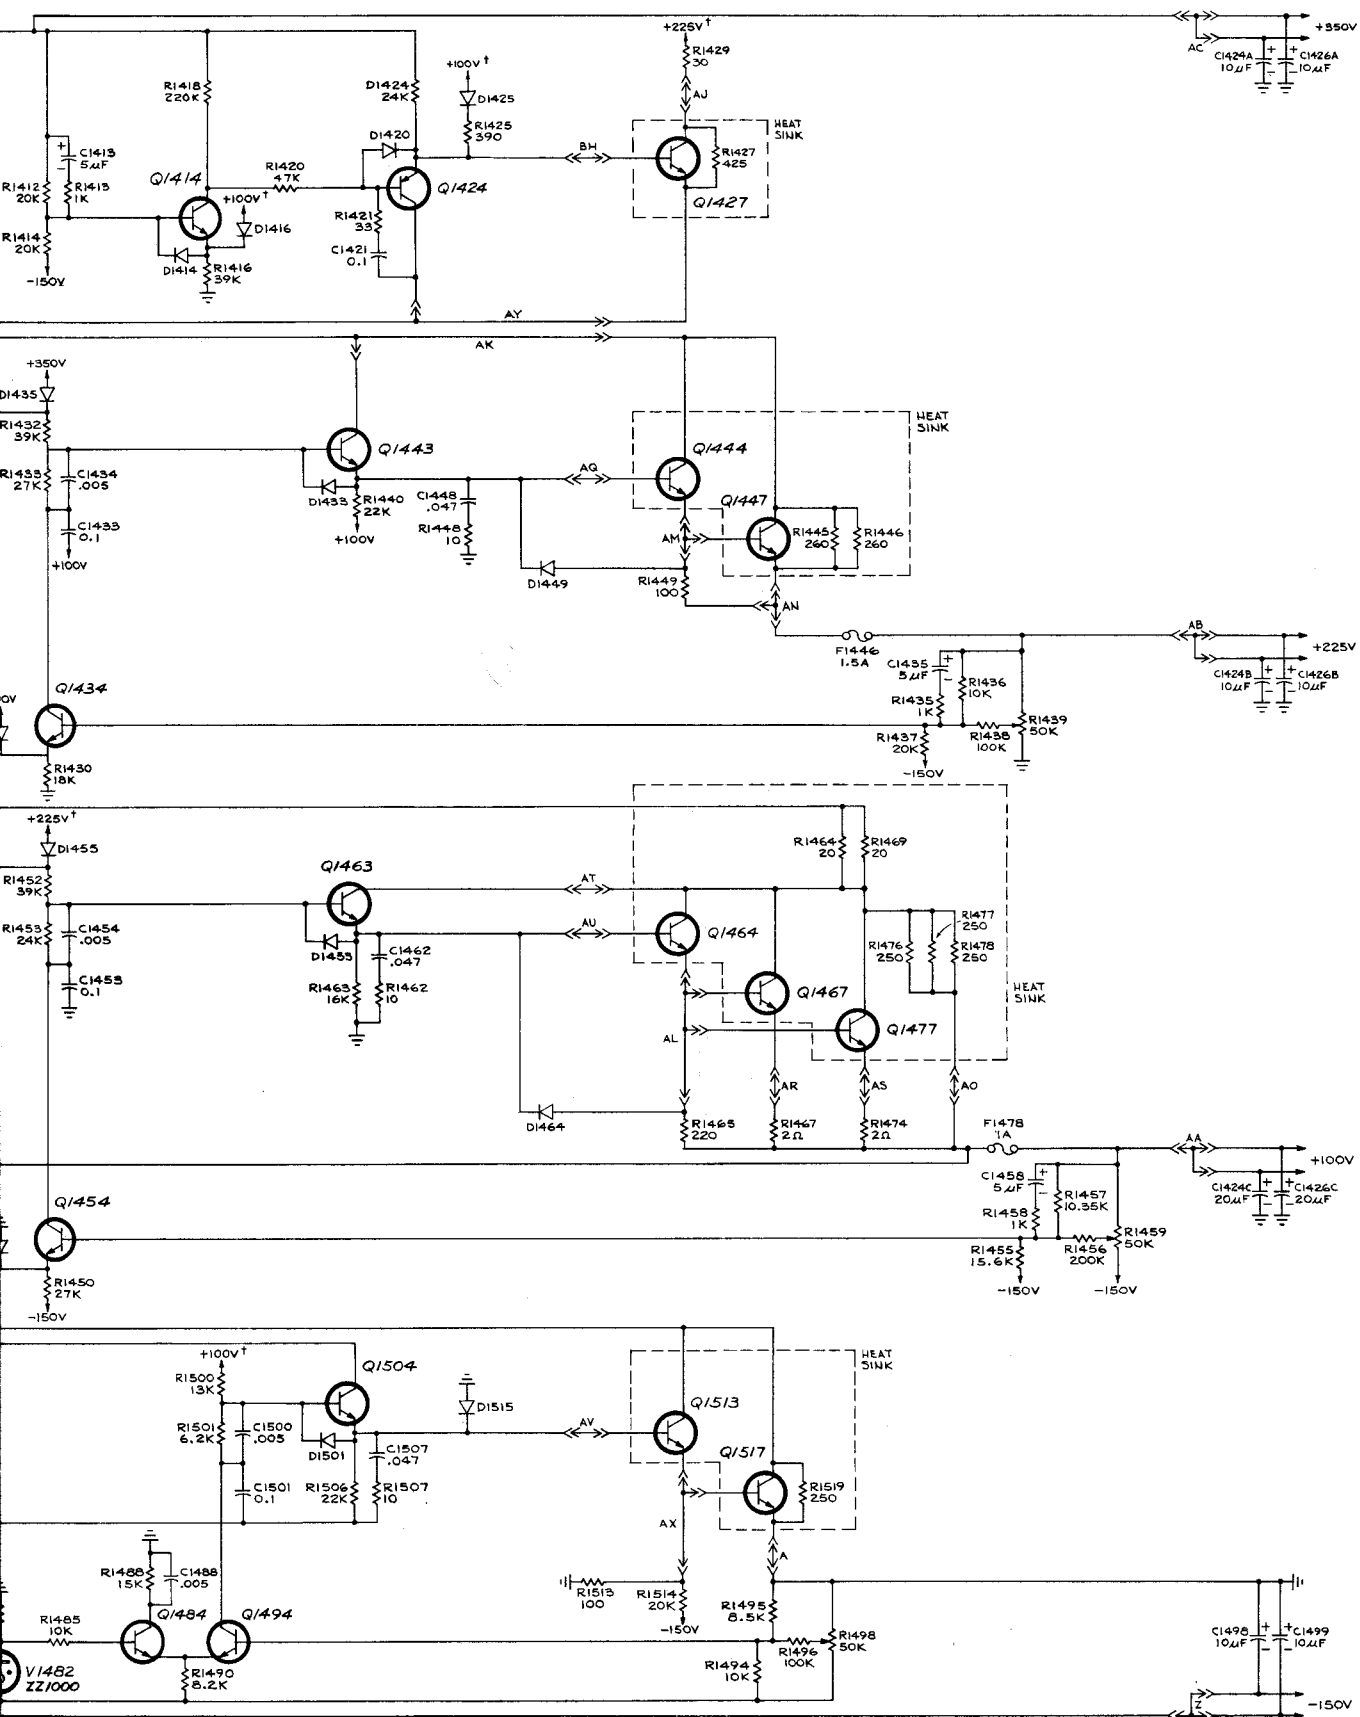 +225V†
R1429
30
AJ
+350V
AC
C1424A
10µF
C1426A
10µF
R1418
220K
D1424
24K
+100V†
D1425
R1425
390
D1420
HEAT
SINK
C1413
5µF
R1412
20K
R1413
1K
Q1414
R1420
47K
BH
R1427
425
Q1424
Q1427
+100V†
D1416
R1421
33
C1421
0.1
R1414
20K
-150V
D1414
R1416
39K
AY
AK
+350V
D1435
R1432
39K
HEAT
SINK
Q1443
Q1444
R1433
27K
C1434
.005
AQ
D1433
R1440
22K
+100V
C1448
.047
R1448
10
Q1447
C1433
0.1
+100V
R1445
260
R1446
260
AM
D1449
R1449
100
AN
F1446
1.5A
AB
+225V
C1435
5µF
R1436
10K
C1424B
10µF
C1426B
10µF
Q1434
R1435
1K
R1439
50K
R1437
20K
R1438
100K
-150V
R1430
18K
+225V†
D1455
R1464
20
R1469
20
R1452
39K
Q1463
AT
R1453
24K
C1454
.005
AU
Q1464
R1477
250
R1476
250
R1478
250
D1453
C1462
.047
C1453
0.1
R1463
16K
R1462
10
Q1467
HEAT
SINK
Q1477
AL
AR
AS
AO
D1464
R1465
220
R1467
2Ω
R1474
2Ω
F1478
1A
AA
+100V
C1458
5µF
R1457
10.35K
C1424C
20µF
C1426C
20µF
Q1454
R1458
1K
R1459
50K
R1455
15.6K
R1456
200K
-150V
-150V
R1450
27K
-150V
+100V†
R1500
13K
Q1504
HEAT
SINK
R1501
6.2K
C1500
.005
D1515
AV
Q1513
D1501
C1507
.047
Q1517
C1501
0.1
R1506
22K
R1507
10
R1519
250
AX
A
R1488
15K
C1488
.005
R1513
100
R1514
20K
-150V
R1495
8.5K
R1485
10K
Q1484
Q1494
R1498
50K
R1496
100K
R1494
10K
C1498
10µF
C1499
10µF
V1482
ZZ1000
R1490
8.2K
Z
-150V